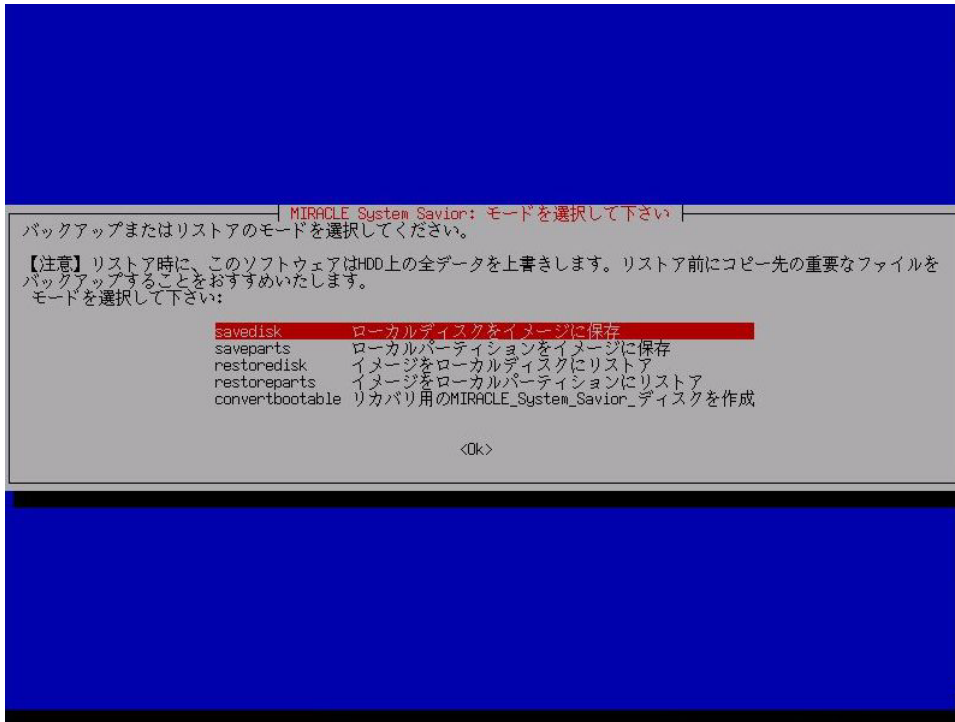 MIRACLE System Savior: モードを選択して下さい
バックアップまたはリストアのモードを選択してください。
【注意】リストア時に、このソフトウェアはHDD上の全データを上書きします。リストア前にコピー先の重要なファイルを
バックアップすることをおすすめいたします。
モードを選択して下さい:
savedisk ローカルディスクをイメージに保存
saveparts ローカルパーティションをイメージに保存
restoredisk イメージをローカルディスクにリストア
restoreparts イメージをローカルパーティションにリストア
convertbootable リカバリ用のMIRACLE_System_Savior_ディスクを作成
<Ok>